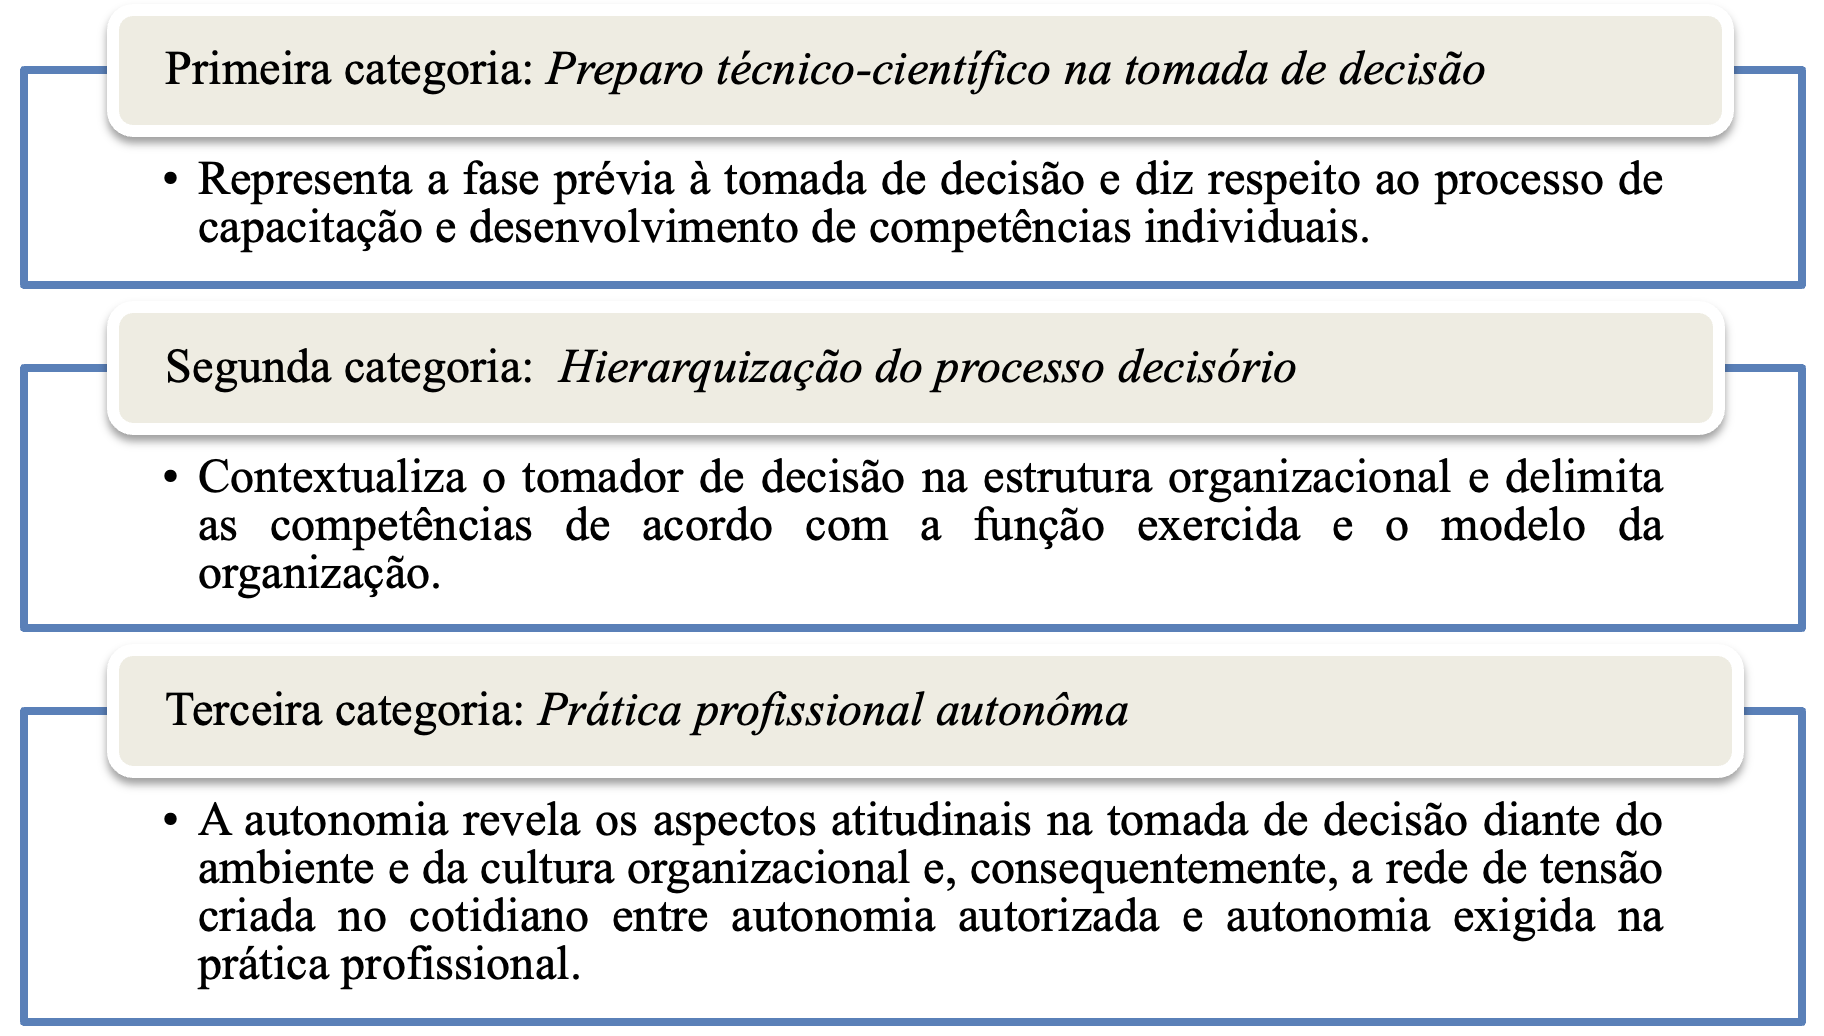 Primeira categoria: Preparo técnico-científico na tomada de decisão
• Representa a fase prévia à tomada de decisão e diz respeito ao processo de
capacitação e desenvolvimento de competências individuais.
Segunda categoria:  Hierarquização do processo decisório
• Contextualiza o tomador de decisão na estrutura organizacional e delimita
as competências de acordo com a função exercida e o modelo da
organização.
Terceira categoria: Prática profissional autonôma
• A autonomia revela os aspectos atitudinais na tomada de decisão diante do
ambiente e da cultura organizacional e, consequentemente, a rede de tensão
criada no cotidiano entre autonomia autorizada e autonomia exigida na
prática profissional.